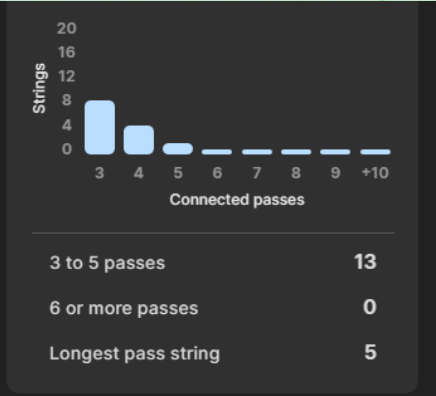 20
16
12
8
4
0
Strings
3 4 5 6 7 8 9 +10
Connected passes
3 to 5 passes 13
6 or more passes 0
Longest pass string 5